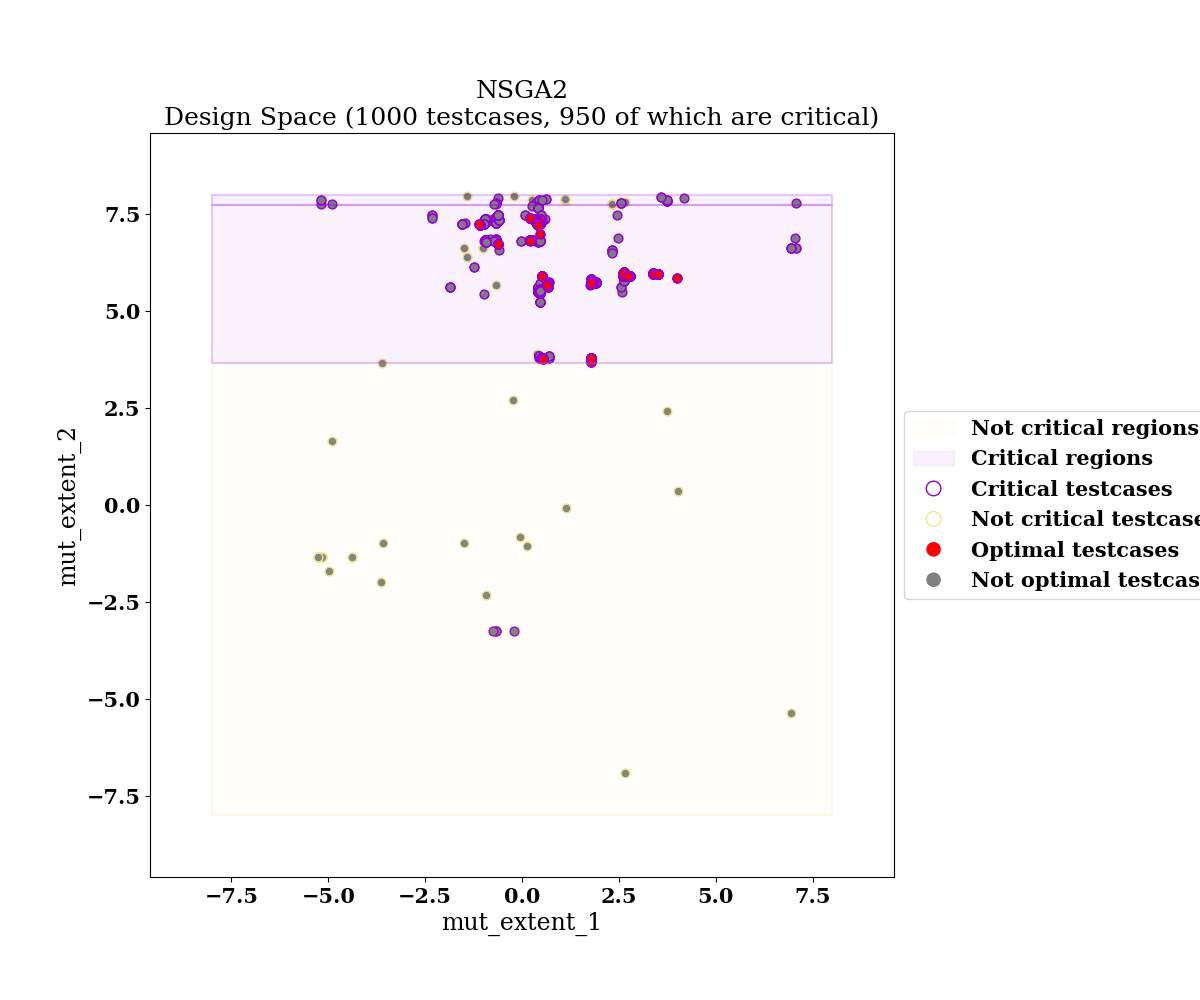 NSGA2
Design Space (1000 testcases, 950 of which are critical)
mut_extent_2
7.5
5.0
2.5
0.0
−2.5
−5.0
−7.5
−7.5
−5.0
−2.5
0.0
2.5
5.0
7.5
mut_extent_1
Not critical regions
Critical regions
Critical testcases
Not critical testcase
Optimal testcases
Not optimal testcas